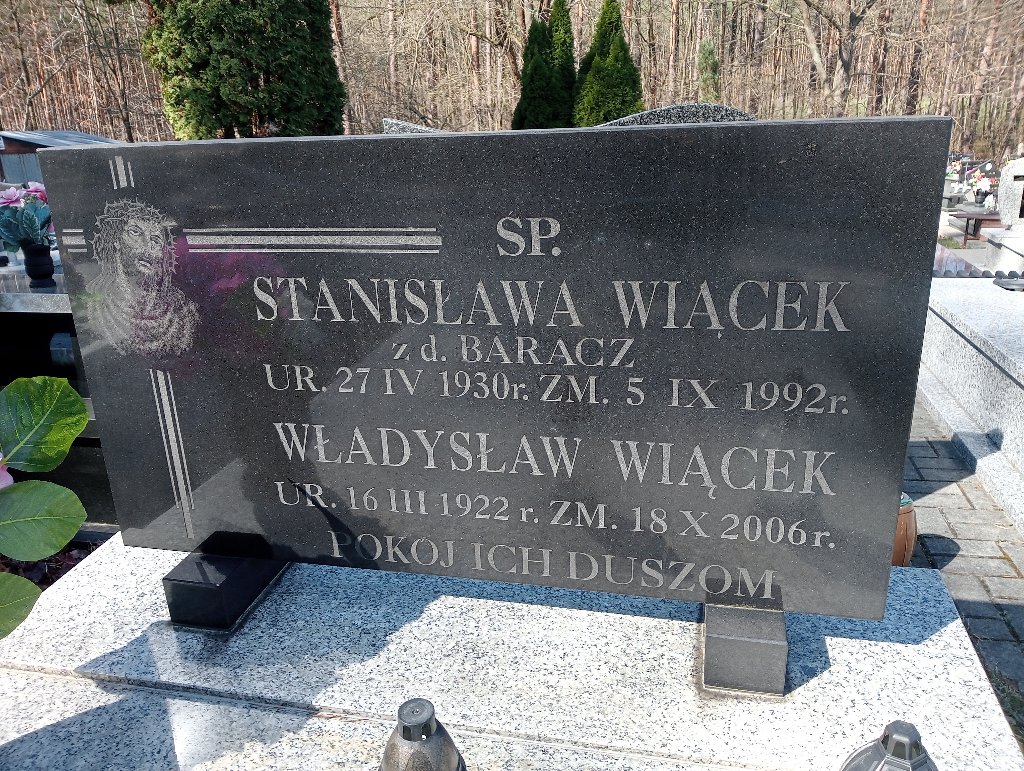 ŚP.
STANISŁAWA WIĄCEK
z d. BARACZ
UR. 27 IV 1930r. ZM. 5 IX 1992r.
WŁADYSŁAW WIĄCEK
UR. 16 III 1922 r. ZM. 18 X 2006r.
POKÓJ ICH DUSZOM